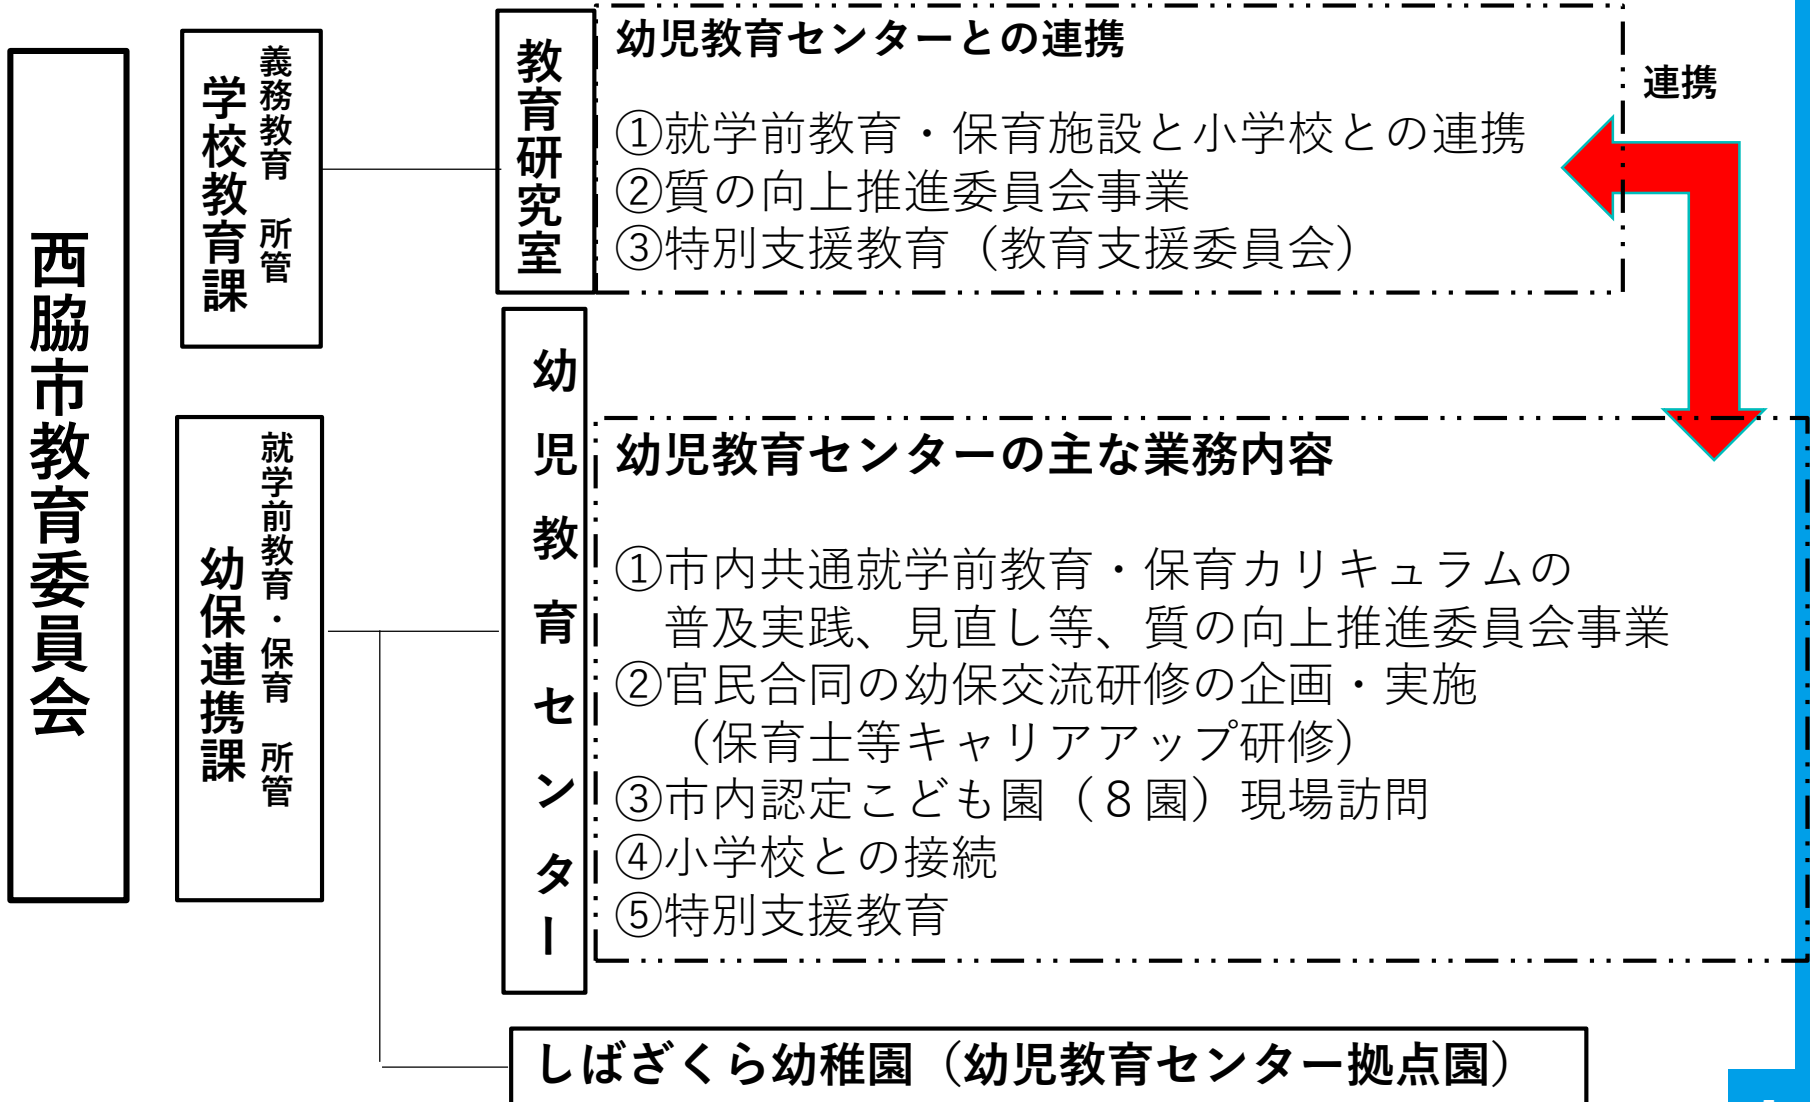 西脇市教育委員会
義務教育 所管
学校教育課
教育研究室
幼児教育センターとの連携
①就学前教育・保育施設と小学校との連携
②質の向上推進委員会事業
③特別支援教育（教育支援委員会）
連携
就学前教育・保育 所管
幼保連携課
幼児教育センター
幼児教育センターの主な業務内容
①市内共通就学前教育・保育カリキュラムの
普及実践、見直し等、質の向上推進委員会事業
②官民合同の幼保交流研修の企画・実施
（保育士等キャリアアップ研修）
③市内認定こども園（８園）現場訪問
④小学校との接続
⑤特別支援教育
しばざくら幼稚園（幼児教育センター拠点園）